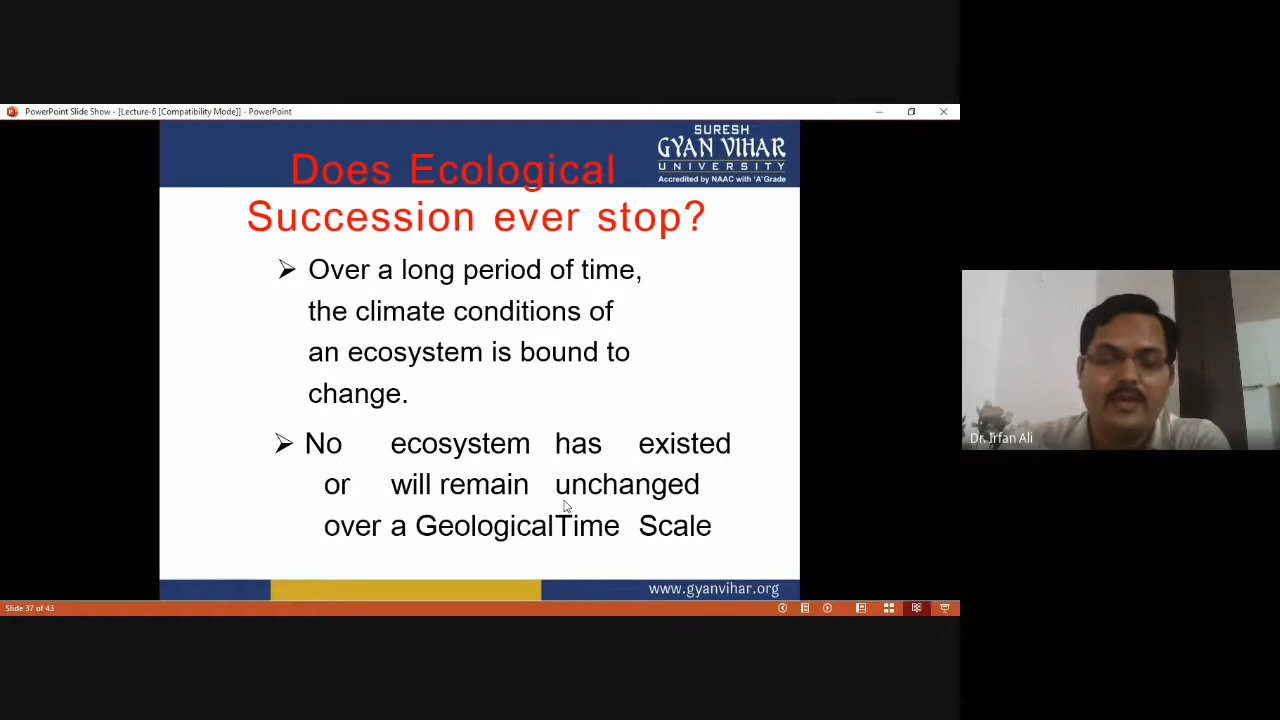 PowerPoint Slide Show - [Lecture-6 [Compatibility Mode]] - PowerPoint
SURESH
GYAN VIHAR
UNIVERSITY
Accredited by NAAC with 'A' Grade
Does Ecological
Succession ever stop?
Over a long period of time,
the climate conditions of
an ecosystem is bound to
change.
No ecosystem has existed
or will remain unchanged
over a Geological Time Scale
Dr. Irfan Ali
www.gyanvihar.org
Slide 37 of 43